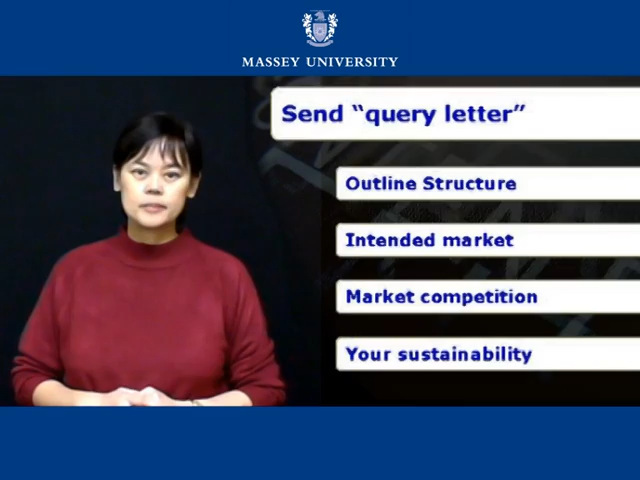 MASSEY UNIVERSITY
Send “query letter”
Outline Structure
Intended market
Market competition
Your sustainability